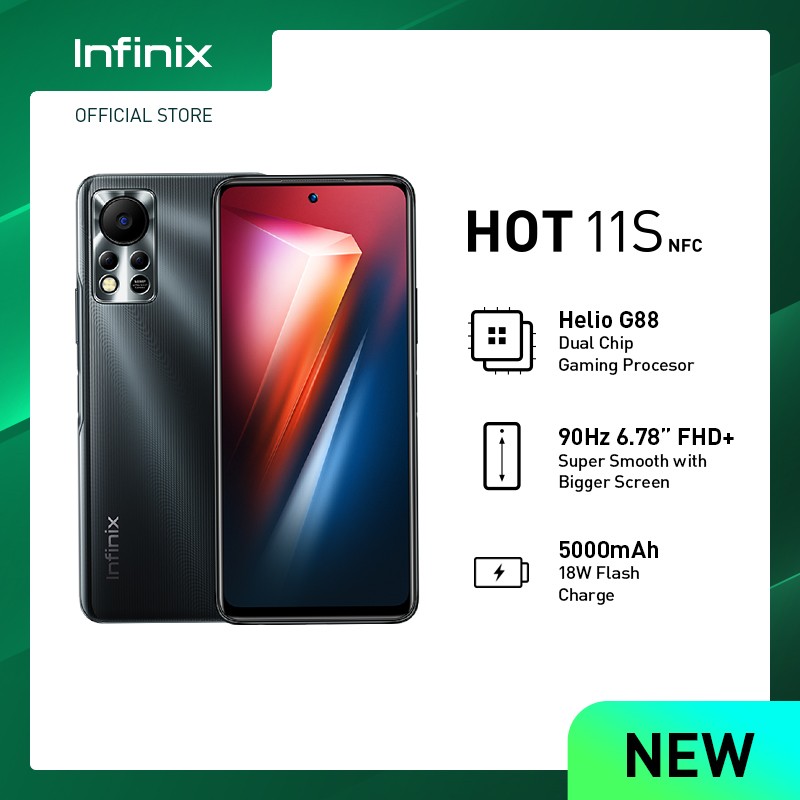 Infinix
OFFICIAL STORE
HOT 11S NFC
Helio G88
Dual Chip
Gaming Procesor
90Hz 6.78” FHD+
Super Smooth with
Bigger Screen
5000mAh
18W Flash
Charge
Infinix
NEW